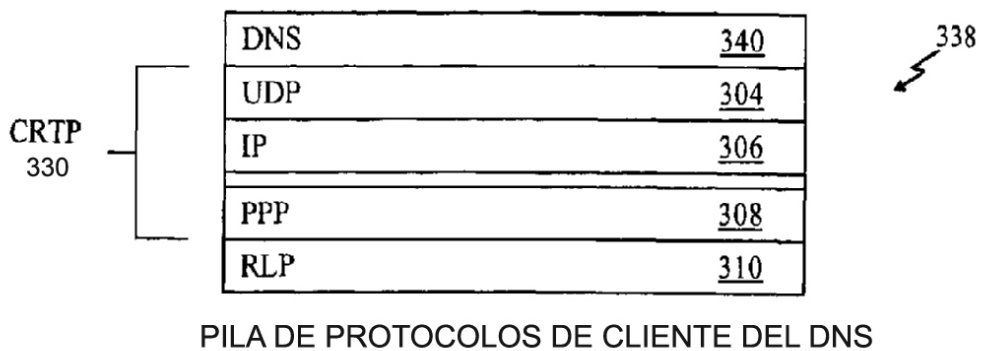 DNS 340
338
UDP 304
CRTP
330
IP 306
PPP 308
RLP 310
PILA DE PROTOCOLOS DE CLIENTE DEL DNS